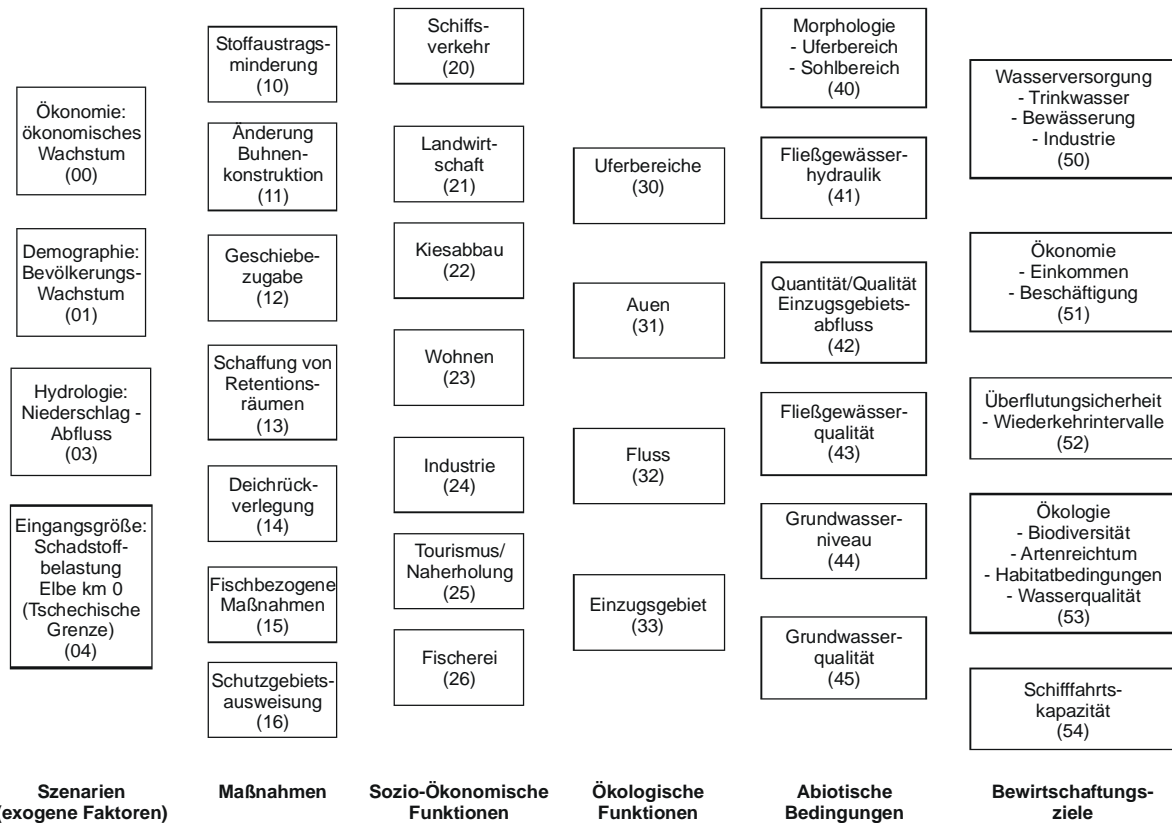 Ökonomie:
ökonomisches
Wachstum
(00)
Demographie:
Bevölkerungs-
Wachstum
(01)
Hydrologie:
Niederschlag -
Abfluss
(03)
Eingangsgröße:
Schadstoff-
belastung
Elbe km 0
(Tschechische
Grenze)
(04)
Szenarien
(exogene Faktoren)
Stoffaustrags-
minderung
(10)
Änderung
Buhnen-
konstruktion
(11)
Geschiebe-
zugabe
(12)
Schaffung von
Retentions-
räumen
(13)
Deichrück-
verlegung
(14)
Fischbezogene
Maßnahmen
(15)
Schutzgebiets-
ausweisung
(16)
Maßnahmen
Schiffs-
verkehr
(20)
Landwirt-
schaft
(21)
Kiesabbau
(22)
Wohnen
(23)
Industrie
(24)
Tourismus/
Naherholung
(25)
Fischerei
(26)
Sozio-Ökonomische
Funktionen
Uferbereiche
(30)
Auen
(31)
Fluss
(32)
Einzugsgebiet
(33)
Ökologische
Funktionen
Morphologie
- Uferbereich
- Sohlbereich
(40)
Fließgewässer-
hydraulik
(41)
Quantität/Qualität
Einzugsgebiets-
abfluss
(42)
Fließgewässer-
qualität
(43)
Grundwasser-
niveau
(44)
Grundwasser-
qualität
(45)
Abiotische
Bedingungen
Wasserversorgung
- Trinkwasser
- Bewässerung
- Industrie
(50)
Ökonomie
- Einkommen
- Beschäftigung
(51)
Überflutungsicherheit
- Wiederkehrintervalle
(52)
Ökologie
- Biodiversität
- Artenreichtum
- Habitatbedingungen
- Wasserqualität
(53)
Schifffahrts-
kapazität
(54)
Bewirtschaftungs-
ziele